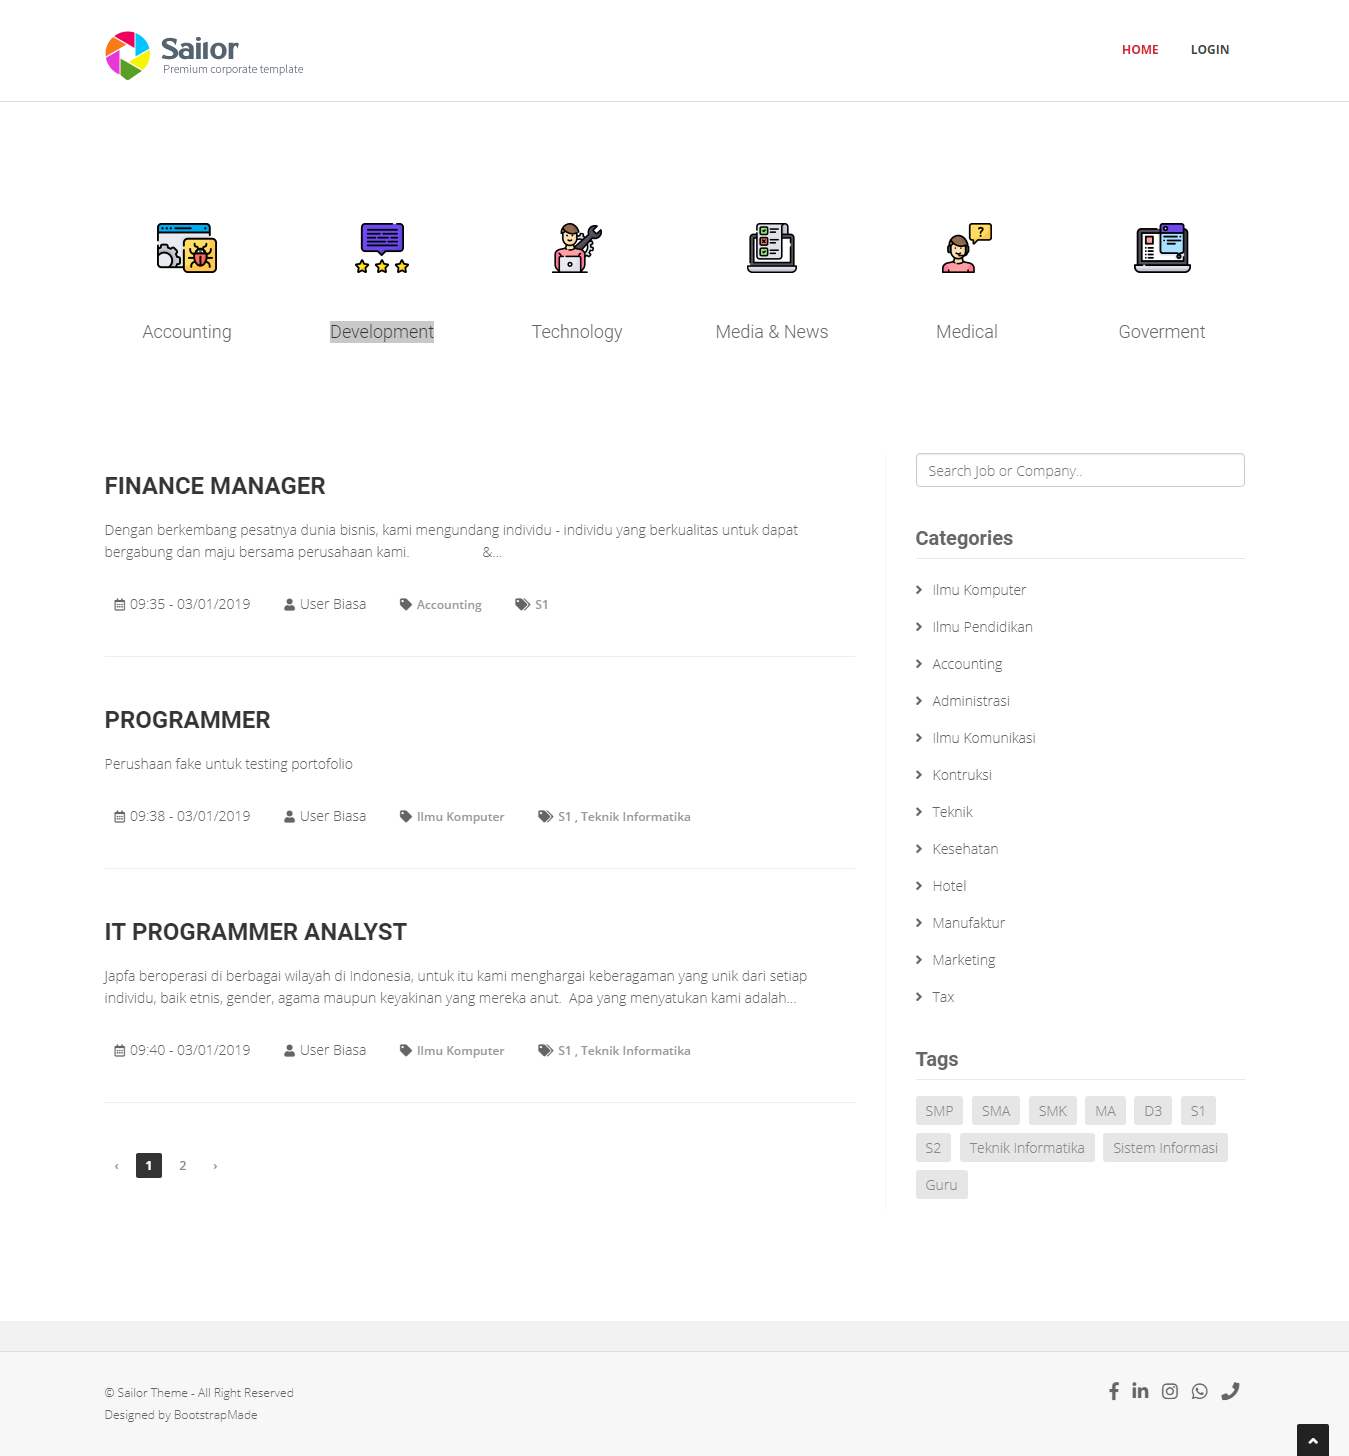 Sailor
Premium corporate template
HOME
LOGIN
?
Accounting
Development
Technology
Media & News
Medical
Goverment
FINANCE MANAGER
Dengan berkembang pesatnya dunia bisnis, kami mengundang individu - individu yang berkualitas untuk dapat
bergabung dan maju bersama perusahaan kami. &...
09:35 - 03/01/2019 User Biasa Accounting S1
PROGRAMMER
Perushaan fake untuk testing portofolio
09:38 - 03/01/2019 User Biasa Ilmu Komputer S1 , Teknik Informatika
IT PROGRAMMER ANALYST
Japfa beroperasi di berbagai wilayah di Indonesia, untuk itu kami menghargai keberagaman yang unik dari setiap
individu, baik etnis, gender, agama maupun keyakinan yang mereka anut. Apa yang menyatukan kami adalah...
09:40 - 03/01/2019 User Biasa Ilmu Komputer S1 , Teknik Informatika
‹ 1 2 ›
Search Job or Company..
Categories
Ilmu Komputer
Ilmu Pendidikan
Accounting
Administrasi
Ilmu Komunikasi
Kontruksi
Teknik
Kesehatan
Hotel
Manufaktur
Marketing
Tax
Tags
SMP SMA SMK MA D3 S1
S2 Teknik Informatika Sistem Informasi
Guru
© Sailor Theme - All Right Reserved
Designed by BootstrapMade